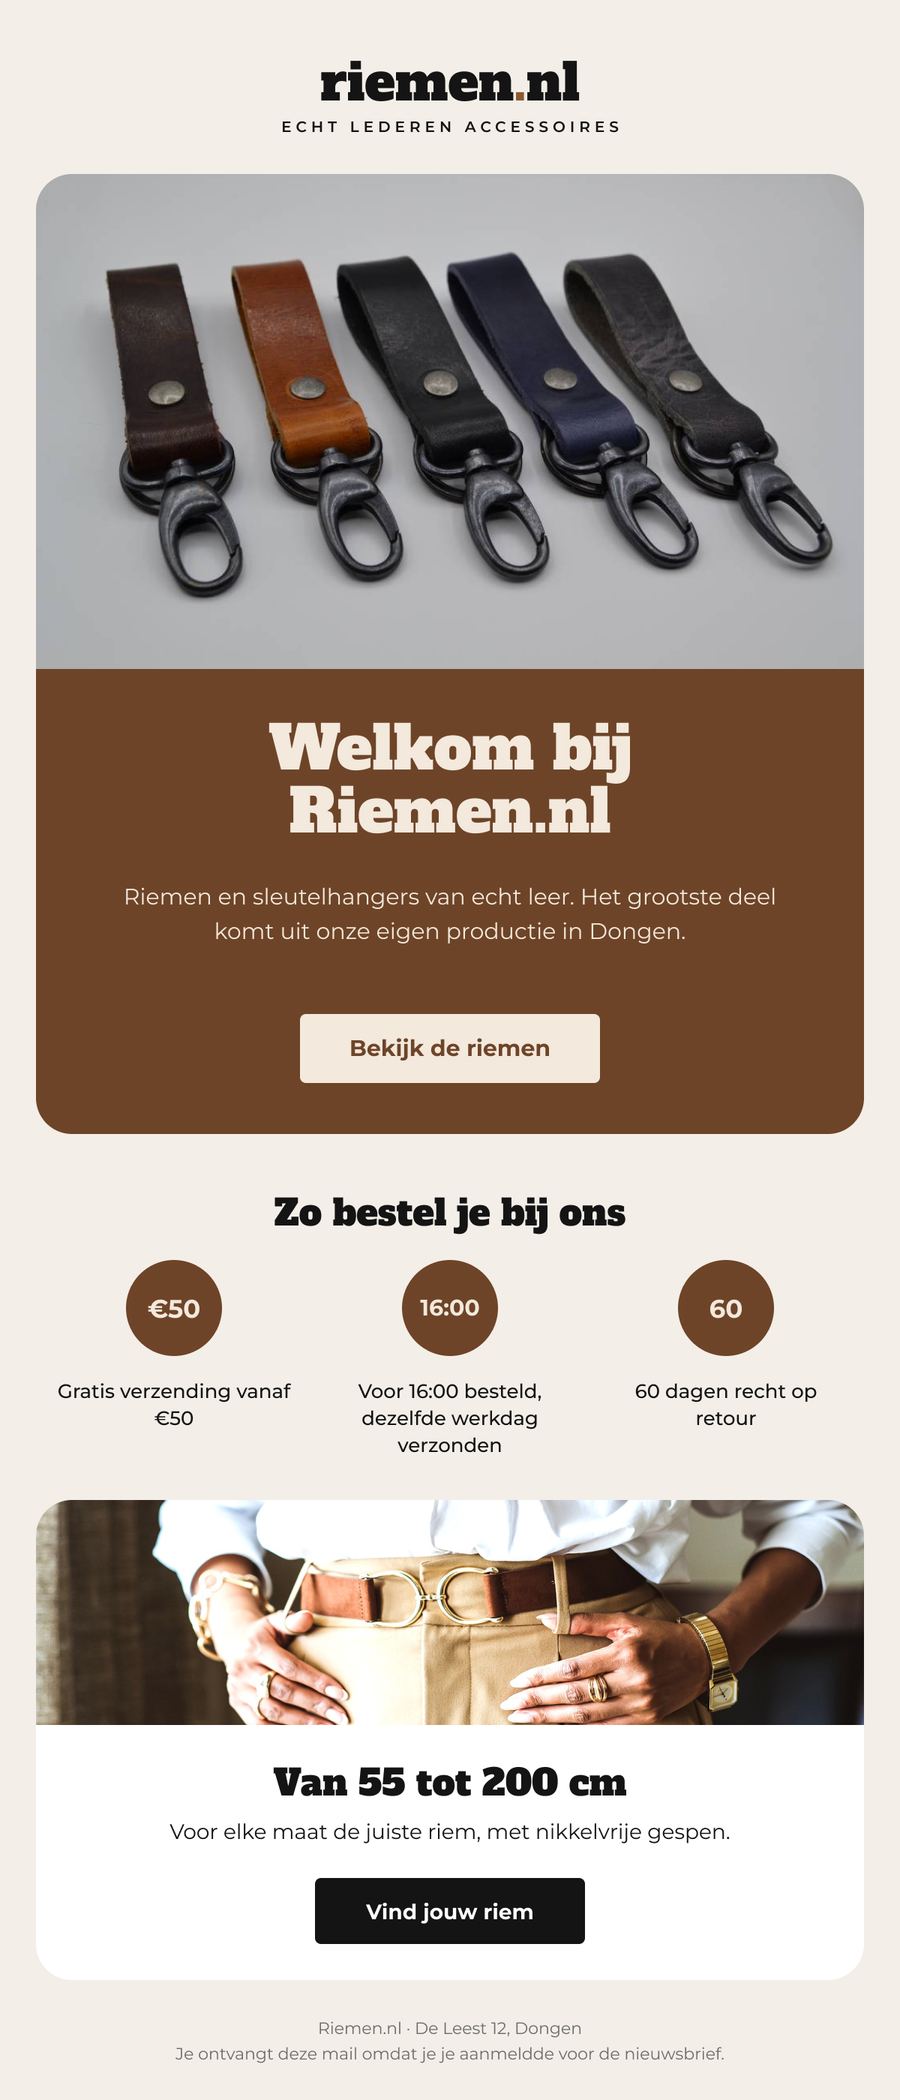 riemen.nl
ECHT LEDEREN ACCESSOIRES
Welkom bij
Riemen.nl
Riemen en sleutelhangers van echt leer. Het grootste deel
komt uit onze eigen productie in Dongen.
Bekijk de riemen
Zo bestel je bij ons
€50
16:00
60
Gratis verzending vanaf
€50
Voor 16:00 besteld,
dezelfde werkdag
verzonden
60 dagen recht op
retour
Van 55 tot 200 cm
Voor elke maat de juiste riem, met nikkelvrije gespen.
Vind jouw riem
Riemen.nl · De Leest 12, Dongen
Je ontvangt deze mail omdat je je aanmeldde voor de nieuwsbrief.